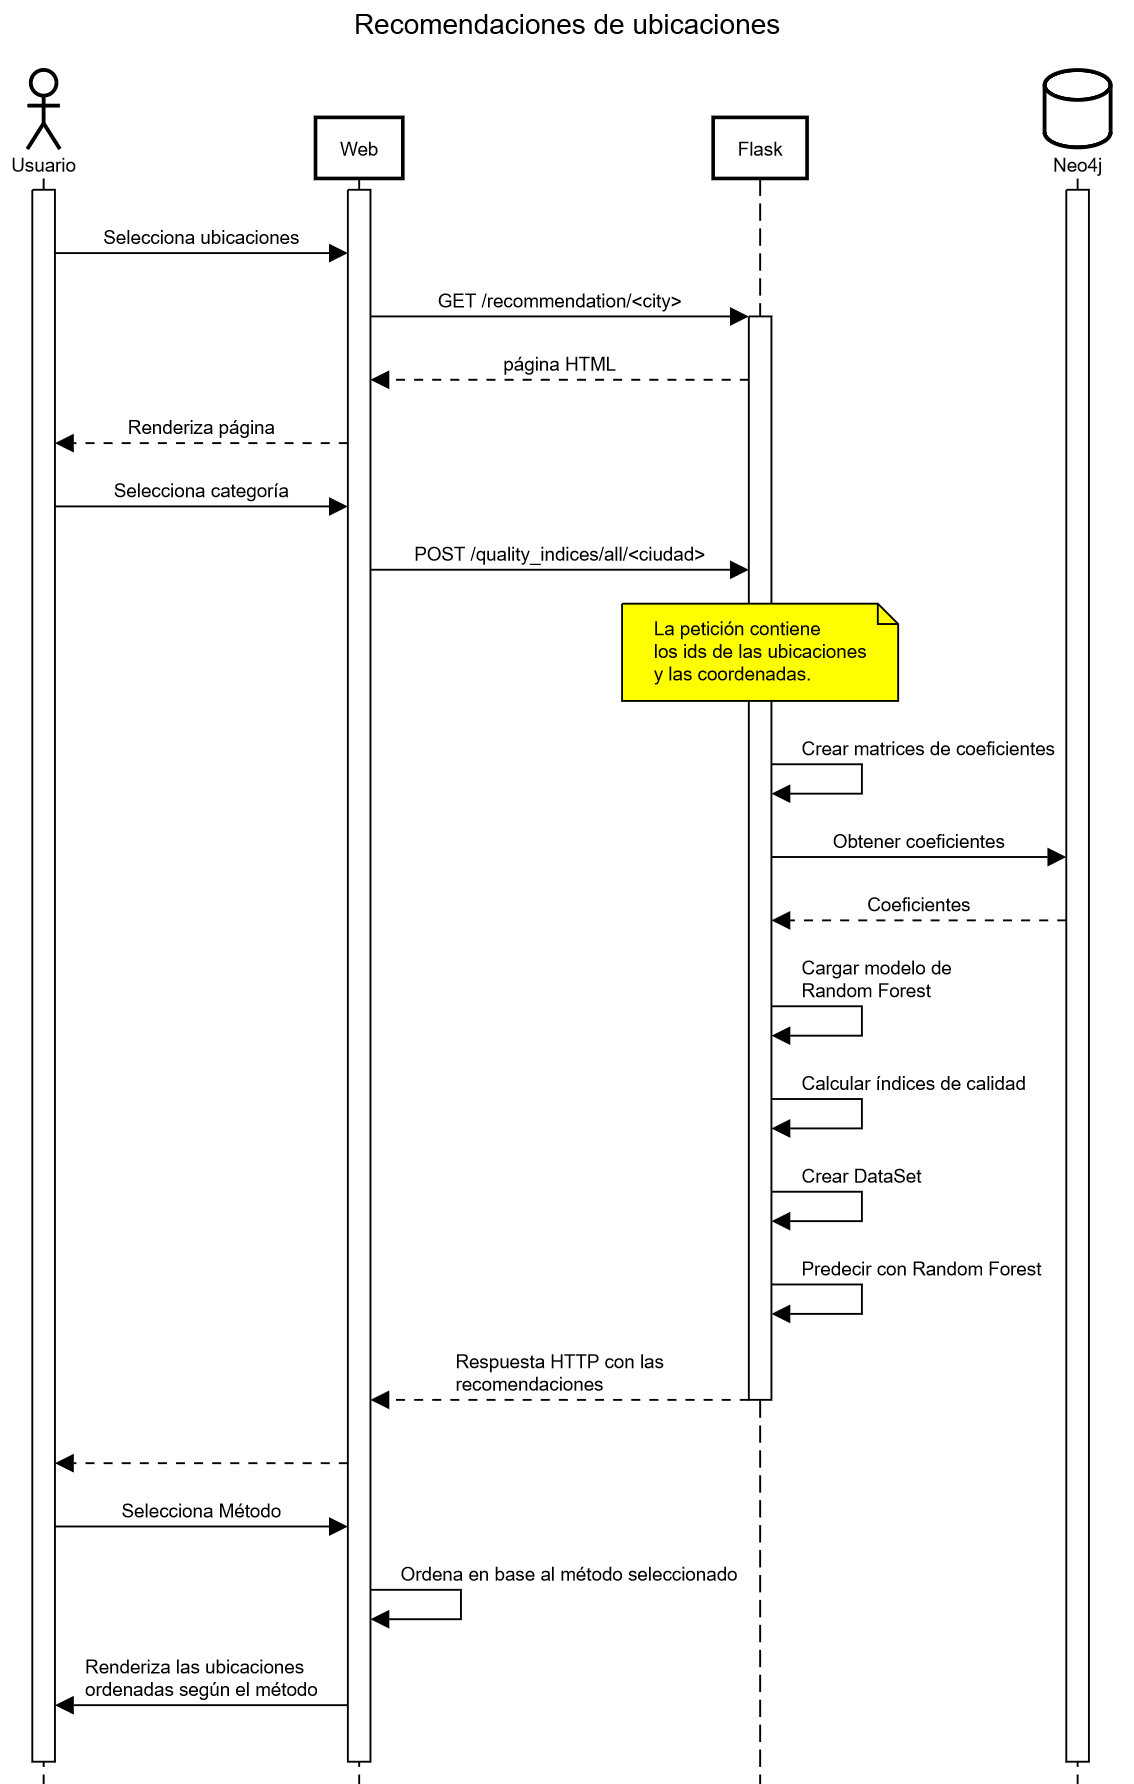 Recomendaciones de ubicaciones
Usuario
Web
Flask
Neo4j
Selecciona ubicaciones
GET /recommendation/<city>
página HTML
Renderiza página
Selecciona categoría
POST /quality_indices/all/<ciudad>
La petición contiene
los ids de las ubicaciones
y las coordenadas.
Crear matrices de coeficientes
Obtener coeficientes
Coeficientes
Cargar modelo de
Random Forest
Calcular índices de calidad
Crear DataSet
Predecir con Random Forest
Respuesta HTTP con las
recomendaciones
Selecciona Método
Ordena en base al método seleccionado
Renderiza las ubicaciones
ordenadas según el método